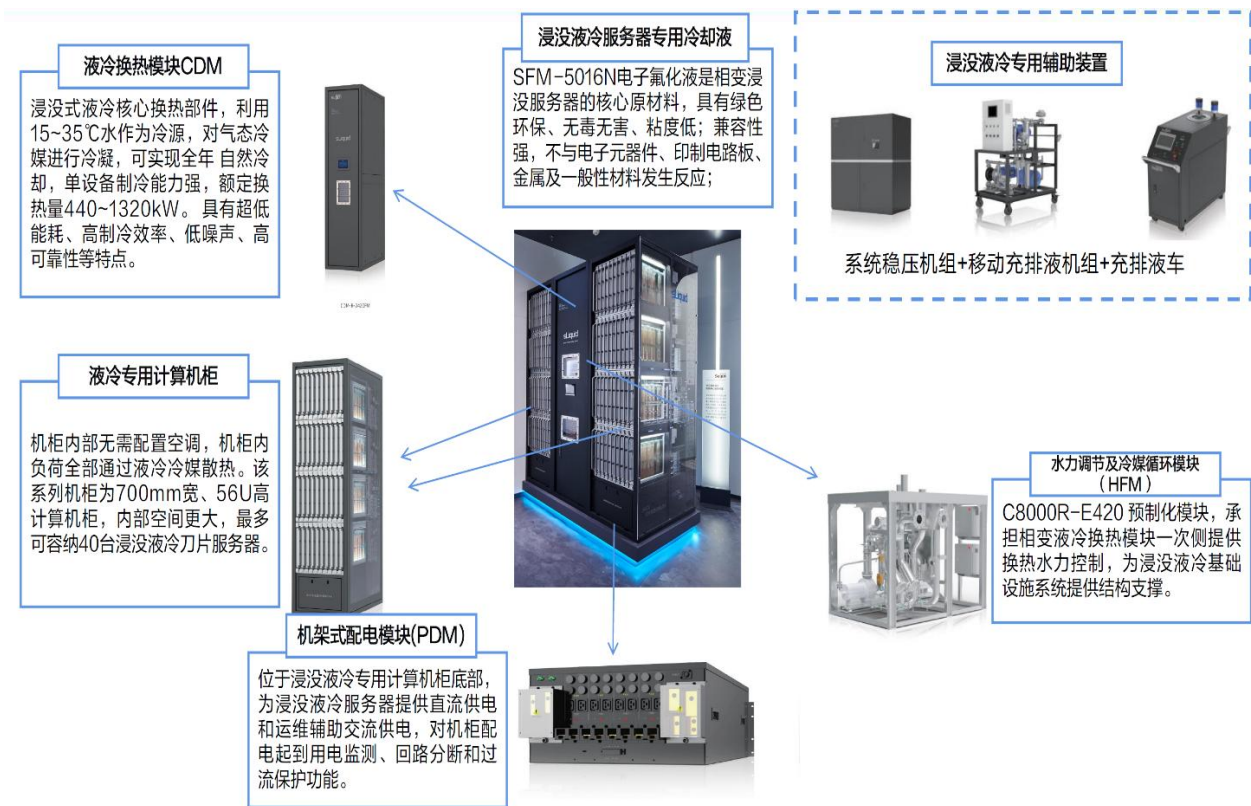 液冷换热模块CDM
浸没式液冷核心换热部件，利用
15~35℃水作为冷源，对气态冷
媒进行冷凝，可实现全年 自然冷
却，单设备制冷能力强，额定换
热量440~1320kW。 具有超低
能耗、高制冷效率、低噪声、高
可靠性等特点。
浸没液冷服务器专用冷却液
SFM-5016N电子氟化液是相变浸
没服务器的核心原材料，具有绿色
环保、无毒无害、粘度低；兼容性
强，不与电子元器件、印制电路板、
金属及一般性材料发生反应；
浸没液冷专用辅助装置
系统稳压机组+移动充排液机组+充排液车
液冷专用计算机柜
机柜内部无需配置空调，机柜内
负荷全部通过液冷冷媒散热。该
系列机柜为700mm宽、56U高
计算机柜，内部空间更大，最多
可容纳40台浸没液冷刀片服务器。
水力调节及冷媒循环模块
（HFM）
C8000R-E420 预制化模块，承
担相变液冷换热模块一次侧提供
换热水力控制，为浸没液冷基础
设施系统提供结构支撑。
机架式配电模块(PDM)
位于浸没液冷专用计算机柜底部，
为浸没液冷服务器提供直流供电
和运维辅助交流供电，对机柜配
电起到用电监测、回路分断和过
流保护功能。